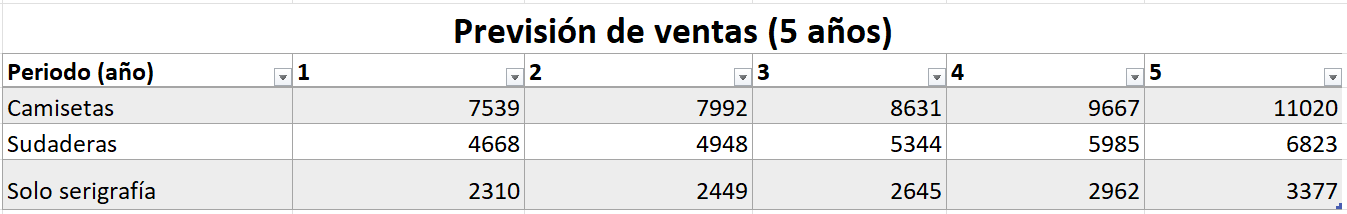 Previsión de ventas (5 años)
Periodo (año) 1 2 3 4 5
Camisetas 7539 7992 8631 9667 11020
Sudaderas 4668 4948 5344 5985 6823
Solo serigrafía 2310 2449 2645 2962 3377